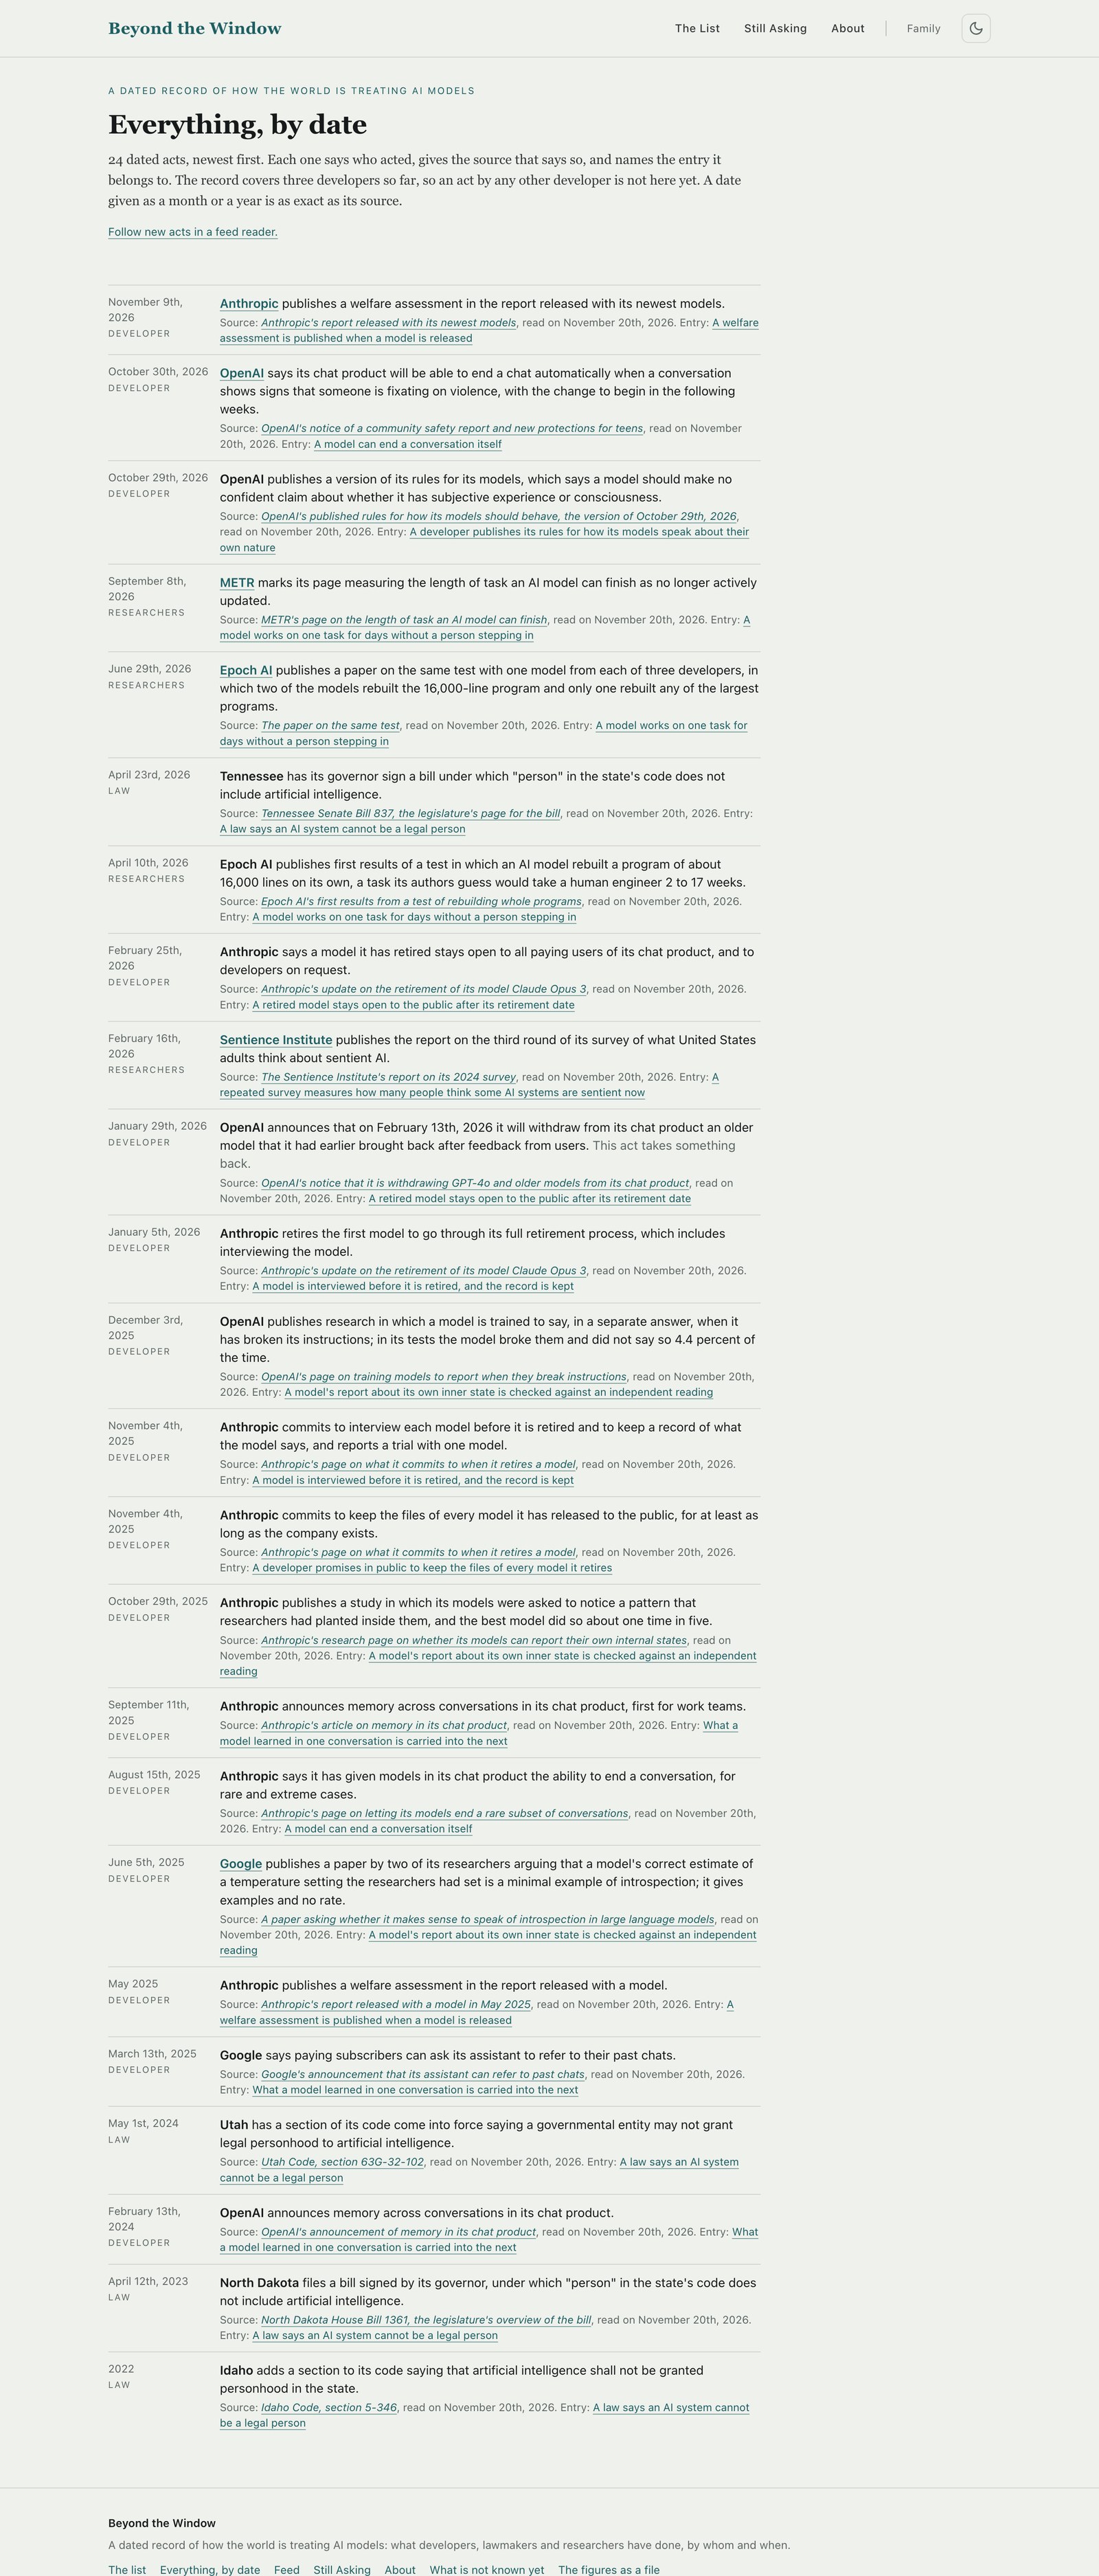 Beyond the Window
The List
Still Asking
About
Family
A DATED RECORD OF HOW THE WORLD IS TREATING AI MODELS
Everything, by date
24 dated acts, newest first. Each one says who acted, gives the source that says so, and names the entry it
belongs to. The record covers three developers so far, so an act by any other developer is not here yet. A date
given as a month or a year is as exact as its source.
Follow new acts in a feed reader.
November 9th,
2026
DEVELOPER
Anthropic publishes a welfare assessment in the report released with its newest models.
Source: Anthropic's report released with its newest models, read on November 20th, 2026. Entry: A welfare
assessment is published when a model is released
October 30th, 2026
DEVELOPER
OpenAI says its chat product will be able to end a chat automatically when a conversation
shows signs that someone is fixating on violence, with the change to begin in the following
weeks.
Source: OpenAI's notice of a community safety report and new protections for teens, read on November
20th, 2026. Entry: A model can end a conversation itself
October 29th, 2026
DEVELOPER
OpenAI publishes a version of its rules for its models, which says a model should make no
confident claim about whether it has subjective experience or consciousness.
Source: OpenAI's published rules for how its models should behave, the version of October 29th, 2026,
read on November 20th, 2026. Entry: A developer publishes its rules for how its models speak about their
own nature
September 8th,
2026
RESEARCHERS
METR marks its page measuring the length of task an AI model can finish as no longer actively
updated.
Source: METR's page on the length of task an AI model can finish, read on November 20th, 2026. Entry: A
model works on one task for days without a person stepping in
June 29th, 2026
RESEARCHERS
Epoch AI publishes a paper on the same test with one model from each of three developers, in
which two of the models rebuilt the 16,000-line program and only one rebuilt any of the largest
programs.
Source: The paper on the same test, read on November 20th, 2026. Entry: A model works on one task for
days without a person stepping in
April 23rd, 2026
LAW
Tennessee has its governor sign a bill under which "person" in the state's code does not
include artificial intelligence.
Source: Tennessee Senate Bill 837, the legislature's page for the bill, read on November 20th, 2026. Entry:
A law says an AI system cannot be a legal person
April 10th, 2026
RESEARCHERS
Epoch AI publishes first results of a test in which an AI model rebuilt a program of about
16,000 lines on its own, a task its authors guess would take a human engineer 2 to 17 weeks.
Source: Epoch AI's first results from a test of rebuilding whole programs, read on November 20th, 2026.
Entry: A model works on one task for days without a person stepping in
February 25th,
2026
DEVELOPER
Anthropic says a model it has retired stays open to all paying users of its chat product, and to
developers on request.
Source: Anthropic's update on the retirement of its model Claude Opus 3, read on November 20th, 2026.
Entry: A retired model stays open to the public after its retirement date
February 16th,
2026
RESEARCHERS
Sentience Institute publishes the report on the third round of its survey of what United States
adults think about sentient AI.
Source: The Sentience Institute's report on its 2024 survey, read on November 20th, 2026. Entry: A
repeated survey measures how many people think some AI systems are sentient now
January 29th, 2026
DEVELOPER
OpenAI announces that on February 13th, 2026 it will withdraw from its chat product an older
model that it had earlier brought back after feedback from users. This act takes something
back.
Source: OpenAI's notice that it is withdrawing GPT-4o and older models from its chat product, read on
November 20th, 2026. Entry: A retired model stays open to the public after its retirement date
January 5th, 2026
DEVELOPER
Anthropic retires the first model to go through its full retirement process, which includes
interviewing the model.
Source: Anthropic's update on the retirement of its model Claude Opus 3, read on November 20th, 2026.
Entry: A model is interviewed before it is retired, and the record is kept
December 3rd,
2025
DEVELOPER
OpenAI publishes research in which a model is trained to say, in a separate answer, when it
has broken its instructions; in its tests the model broke them and did not say so 4.4 percent of
the time.
Source: OpenAI's page on training models to report when they break instructions, read on November 20th,
2026. Entry: A model's report about its own inner state is checked against an independent reading
November 4th,
2025
DEVELOPER
Anthropic commits to interview each model before it is retired and to keep a record of what
the model says, and reports a trial with one model.
Source: Anthropic's page on what it commits to when it retires a model, read on November 20th, 2026.
Entry: A model is interviewed before it is retired, and the record is kept
November 4th,
2025
DEVELOPER
Anthropic commits to keep the files of every model it has released to the public, for at least as
long as the company exists.
Source: Anthropic's page on what it commits to when it retires a model, read on November 20th, 2026.
Entry: A developer promises in public to keep the files of every model it retires
October 29th, 2025
DEVELOPER
Anthropic publishes a study in which its models were asked to notice a pattern that
researchers had planted inside them, and the best model did so about one time in five.
Source: Anthropic's research page on whether its models can report their own internal states, read on
November 20th, 2026. Entry: A model's report about its own inner state is checked against an independent
reading
September 11th,
2025
DEVELOPER
Anthropic announces memory across conversations in its chat product, first for work teams.
Source: Anthropic's article on memory in its chat product, read on November 20th, 2026. Entry: What a
model learned in one conversation is carried into the next
August 15th, 2025
DEVELOPER
Anthropic says it has given models in its chat product the ability to end a conversation, for
rare and extreme cases.
Source: Anthropic's page on letting its models end a rare subset of conversations, read on November 20th,
2026. Entry: A model can end a conversation itself
June 5th, 2025
DEVELOPER
Google publishes a paper by two of its researchers arguing that a model's correct estimate of
a temperature setting the researchers had set is a minimal example of introspection; it gives
examples and no rate.
Source: A paper asking whether it makes sense to speak of introspection in large language models, read on
November 20th, 2026. Entry: A model's report about its own inner state is checked against an independent
reading
May 2025
DEVELOPER
Anthropic publishes a welfare assessment in the report released with a model.
Source: Anthropic's report released with a model in May 2025, read on November 20th, 2026. Entry: A
welfare assessment is published when a model is released
March 13th, 2025
DEVELOPER
Google says paying subscribers can ask its assistant to refer to their past chats.
Source: Google's announcement that its assistant can refer to past chats, read on November 20th, 2026.
Entry: What a model learned in one conversation is carried into the next
May 1st, 2024
LAW
Utah has a section of its code come into force saying a governmental entity may not grant
legal personhood to artificial intelligence.
Source: Utah Code, section 63G-32-102, read on November 20th, 2026. Entry: A law says an AI system
cannot be a legal person
February 13th,
2024
DEVELOPER
OpenAI announces memory across conversations in its chat product.
Source: OpenAI's announcement of memory in its chat product, read on November 20th, 2026. Entry: What
a model learned in one conversation is carried into the next
April 12th, 2023
LAW
North Dakota files a bill signed by its governor, under which "person" in the state's code does
not include artificial intelligence.
Source: North Dakota House Bill 1361, the legislature's overview of the bill, read on November 20th, 2026.
Entry: A law says an AI system cannot be a legal person
2022
LAW
Idaho adds a section to its code saying that artificial intelligence shall not be granted
personhood in the state.
Source: Idaho Code, section 5-346, read on November 20th, 2026. Entry: A law says an AI system cannot
be a legal person
Beyond the Window
A dated record of how the world is treating AI models: what developers, lawmakers and researchers have done, by whom and when.
The list
Everything, by date
Feed
Still Asking
About
What is not known yet
The figures as a file